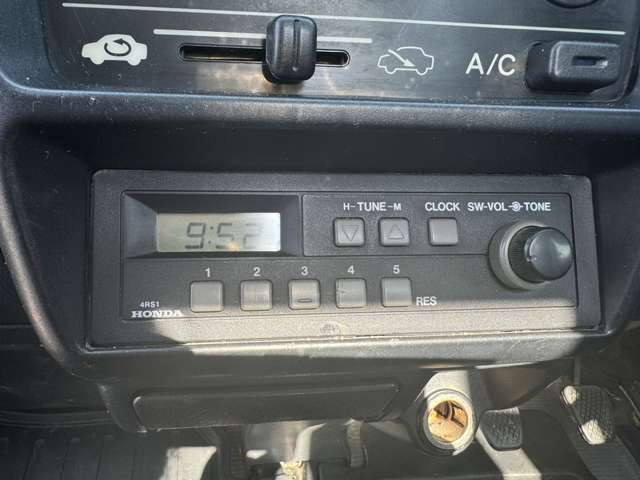 A/C
H-TUNE-M CLOCK SW-VOL-TONE
9:52
1 2 3 4 5
4RS1
HONDA
RES